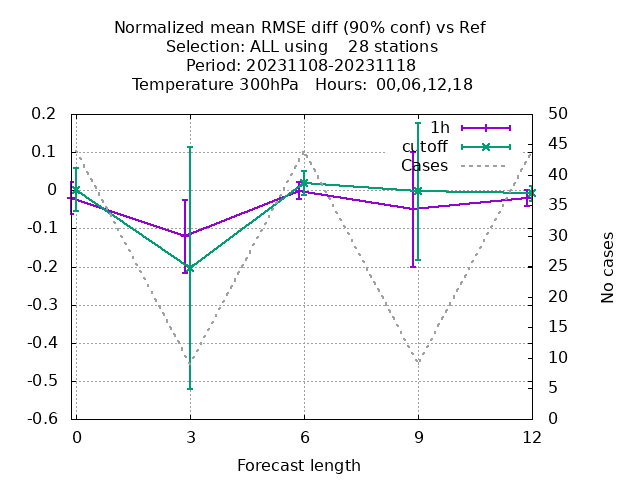 Normalized mean RMSE diff (90% conf) vs Ref
Selection: ALL using    28 stations
Period: 20231108-20231118
Temperature 300hPa   Hours: 00,06,12,18
0.2
0.1
0
-0.1
-0.2
-0.3
-0.4
-0.5
-0.6
50
45
40
35
30
25
20
15
10
5
0
1h
cutoff
Cases
No cases
0 3 6 9 12
Forecast length